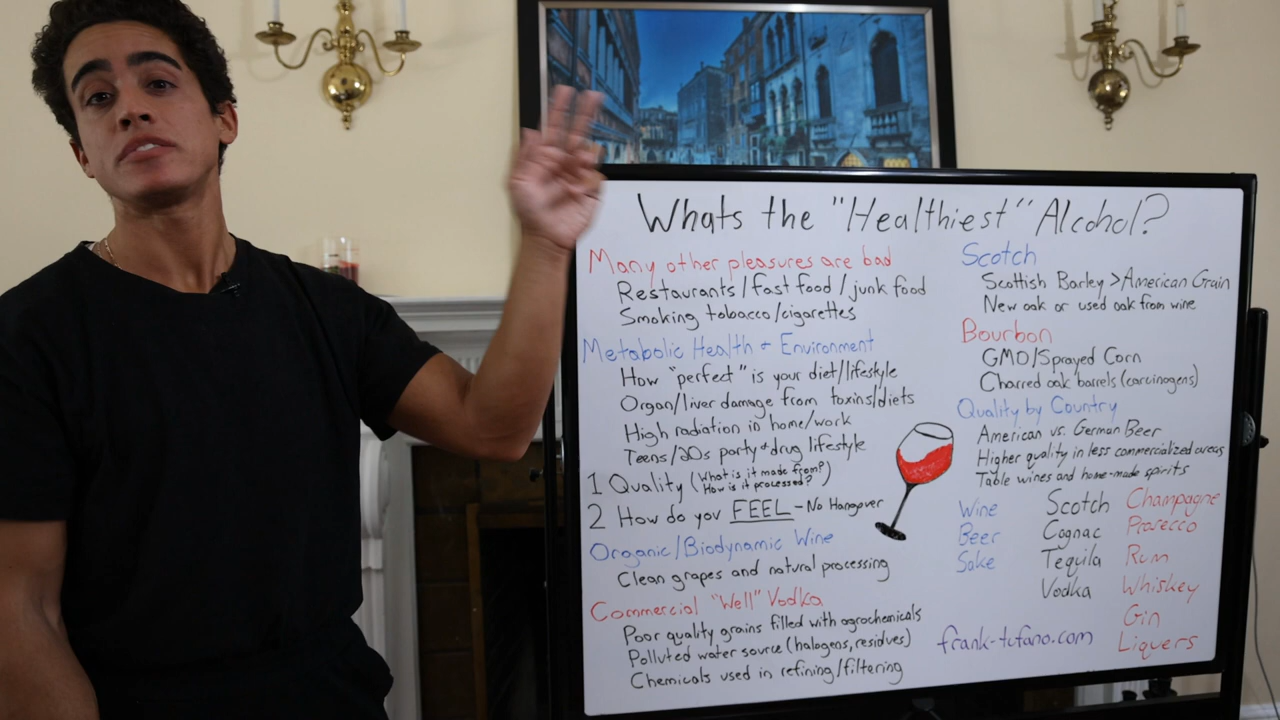 Whats the "Healthiest" Alcohol?
Many other pleasures are bad
Restaurants/fast food/junk food
Smoking tobacco/cigarettes
Metabolic Health + Environment
How "perfect" is your diet/lifestyle
Organ/liver damage from toxins/diets
High radiation in home/work
Teens/20s party+drug lifestyle
1 Quality (What is it made from?
How is it processed?)
2 How do you FEEL - No Hangover
Organic/Biodynamic Wine
Clean grapes and natural processing
Commercial "Well" Vodka
Poor quality grains filled with agrochemicals
Polluted water source (halogens, residues)
Chemicals used in refining/filtering
Scotch
Scottish Barley > American Grain
New oak or used oak from wine
Bourbon
GMO/Sprayed Corn
Charred oak barrels (carcinogens)
Quality by Country
American vs. German Beer
Higher quality in less commercialized areas
Table wines and home-made spirits
Wine
Beer
Sake
Scotch
Cognac
Tequila
Vodka
Champagne
Prosecco
Rum
Whiskey
Gin
Liquers
frank-tufano.com